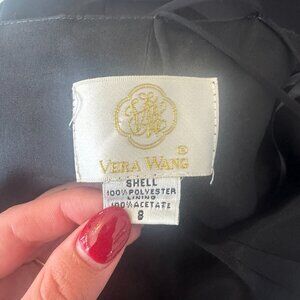 VERA WANG
®
SHELL
100% POLYESTER
LINING
100% ACETATE
8